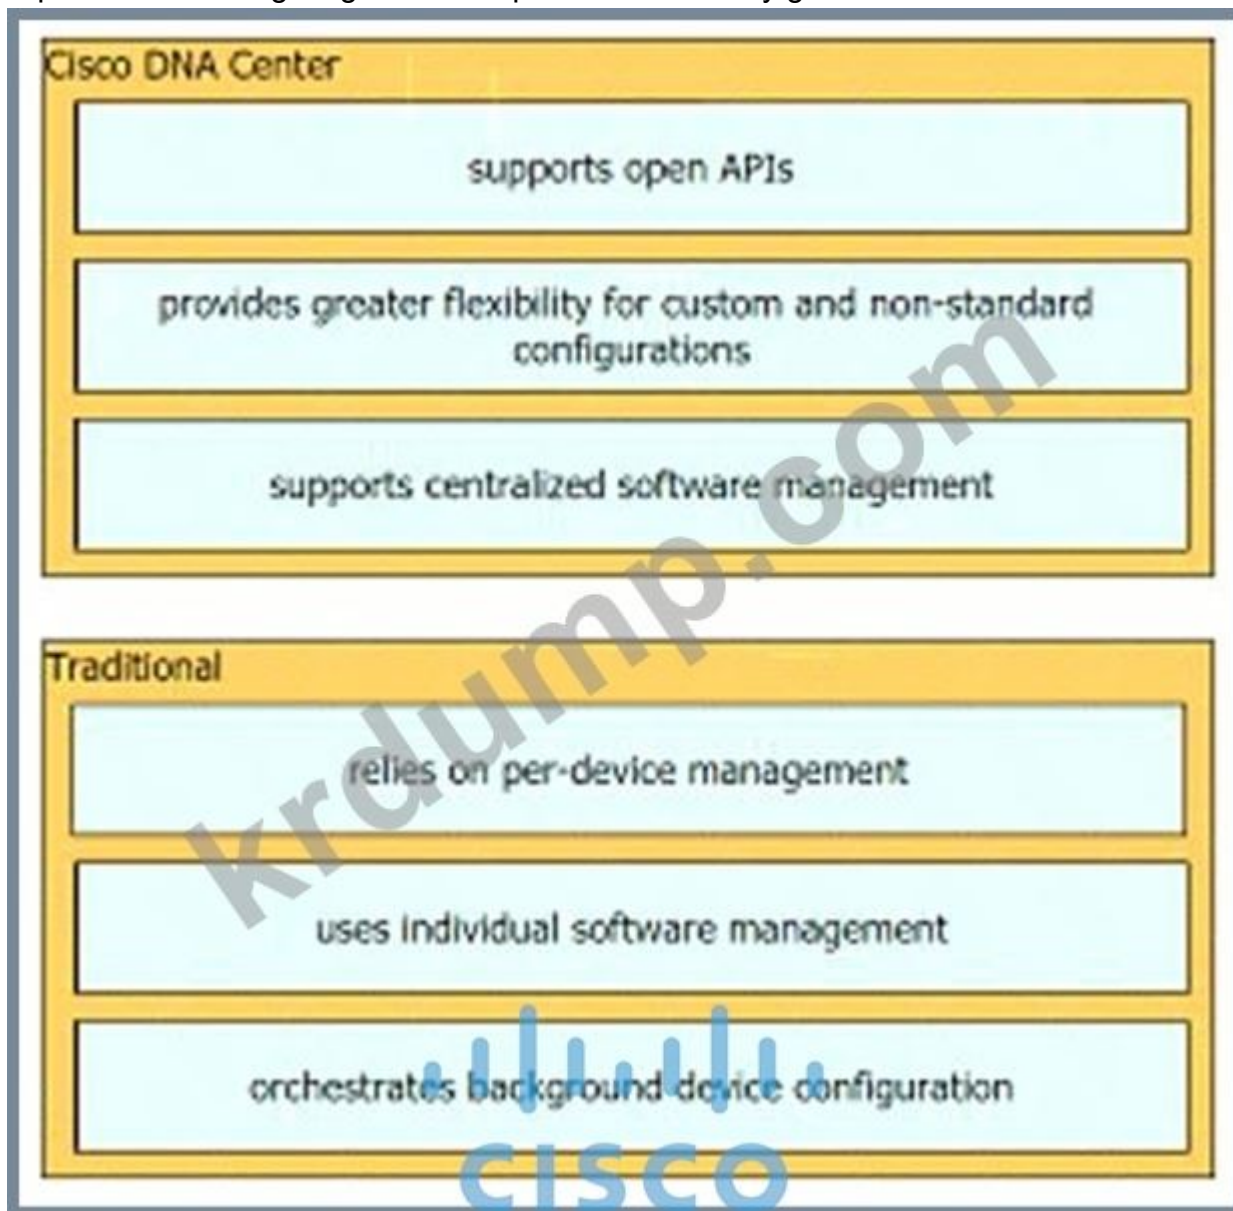 Cisco DNA Center
supports open APIs
provides greater flexibility for custom and non-standard
configurations
supports centralized software management
Traditional
relies on per-device management
uses individual software management
orchestrates background device configuration
krdump.com
CISCO